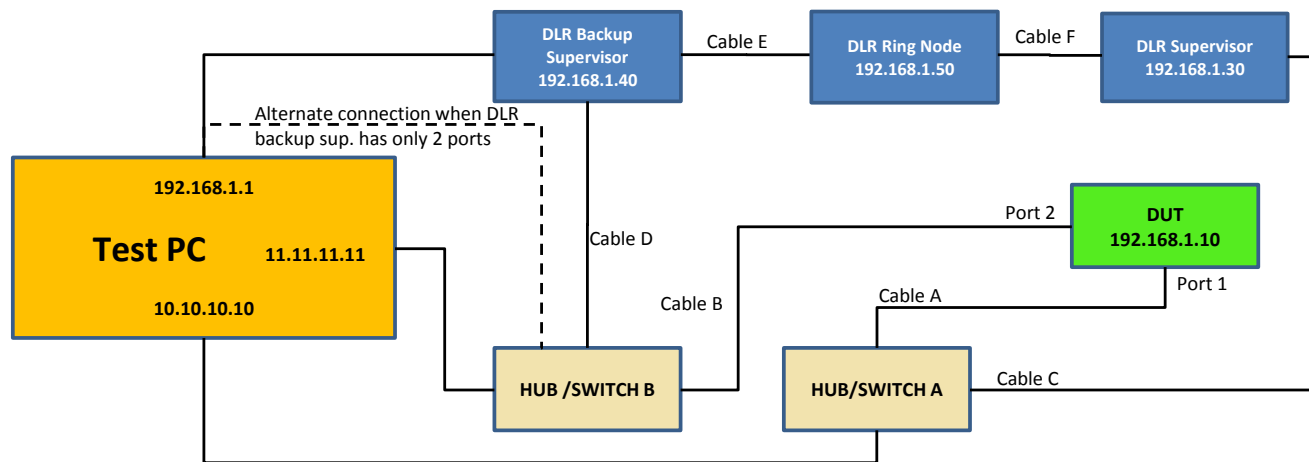 DLR Backup
Supervisor
192.168.1.40
Cable E
DLR Ring Node
192.168.1.50
Cable F
DLR Supervisor
192.168.1.30
Alternate connection when DLR
backup sup. has only 2 ports
192.168.1.1
Test PC
11.11.11.11
10.10.10.10
Cable D
Port 2
DUT
192.168.1.10
Port 1
Cable A
Cable B
HUB /SWITCH B
HUB/SWITCH A
Cable C